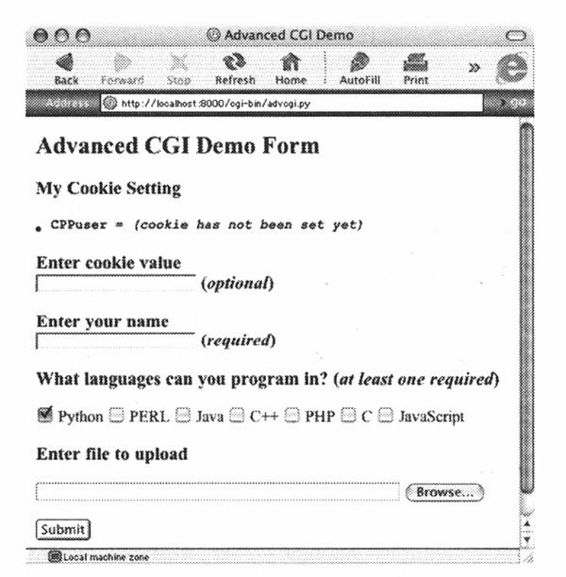 Advanced CGI Demo
Back Forward Stop Refresh Home AutoFill Print »
Address http://localhost:8000/cgi-bin/advcgi.py go
Advanced CGI Demo Form
My Cookie Setting
• CPPuser = (cookie has not been set yet)
Enter cookie value
(optional)
Enter your name
(required)
What languages can you program in? (at least one required)
Python PERL Java C++ PHP C JavaScript
Enter file to upload
Browse...
Submit
Local machine zone